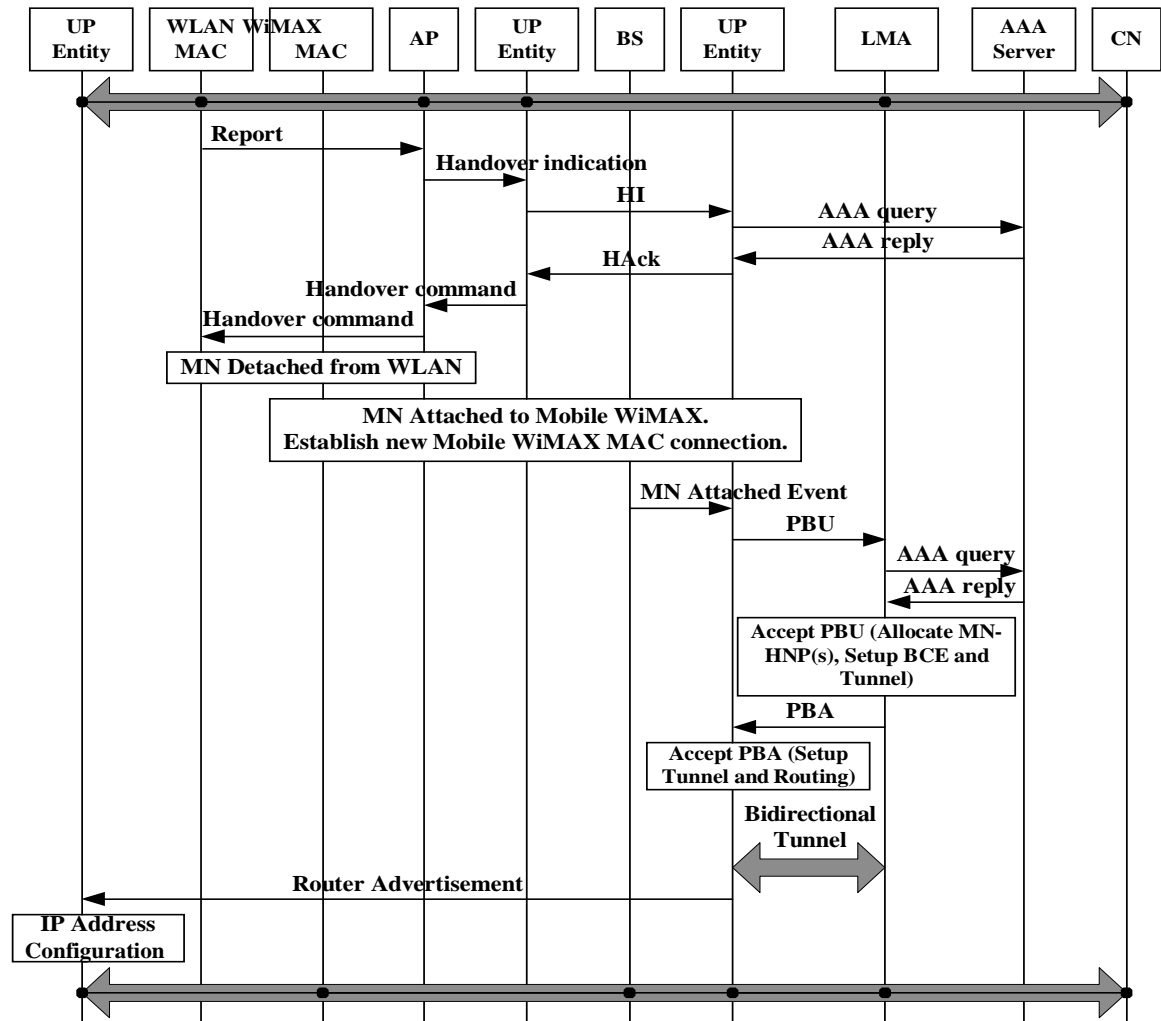 UP
Entity
WLAN WiMAX
MAC
MAC
AP
UP
Entity
BS
UP
Entity
LMA
AAA
Server
CN
Report
Handover indication
HI
AAA query
AAA reply
HAck
Handover command
Handover command
MN Detached from WLAN
MN Attached to Mobile WiMAX.
Establish new Mobile WiMAX MAC connection.
MN Attached Event
PBU
AAA query
AAA reply
Accept PBU (Allocate MN-
HNP(s), Setup BCE and
Tunnel)
PBA
Accept PBA (Setup
Tunnel and Routing)
Bidirectional
Tunnel
Router Advertisement
IP Address
Configuration